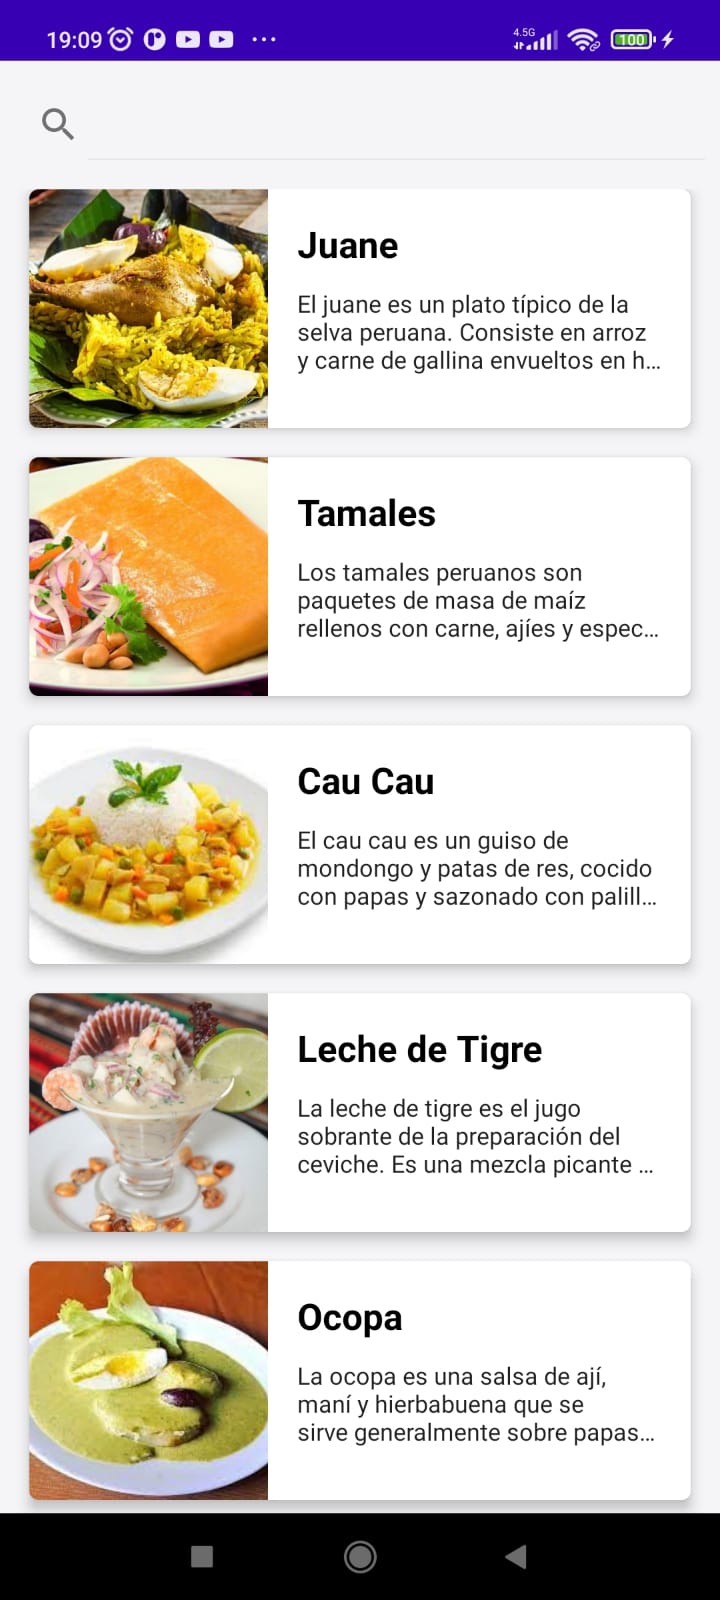 19:09
4.5G
100
Juane
El juane es un plato típico de la
selva peruana. Consiste en arroz
y carne de gallina envueltos en h...
Tamales
Los tamales peruanos son
paquetes de masa de maíz
rellenos con carne, ajíes y espec...
Cau Cau
El cau cau es un guiso de
mondongo y patas de res, cocido
con papas y sazonado con palill...
Leche de Tigre
La leche de tigre es el jugo
sobrante de la preparación del
ceviche. Es una mezcla picante ...
Ocopa
La ocopa es una salsa de ají,
maní y hierbabuena que se
sirve generalmente sobre papas...